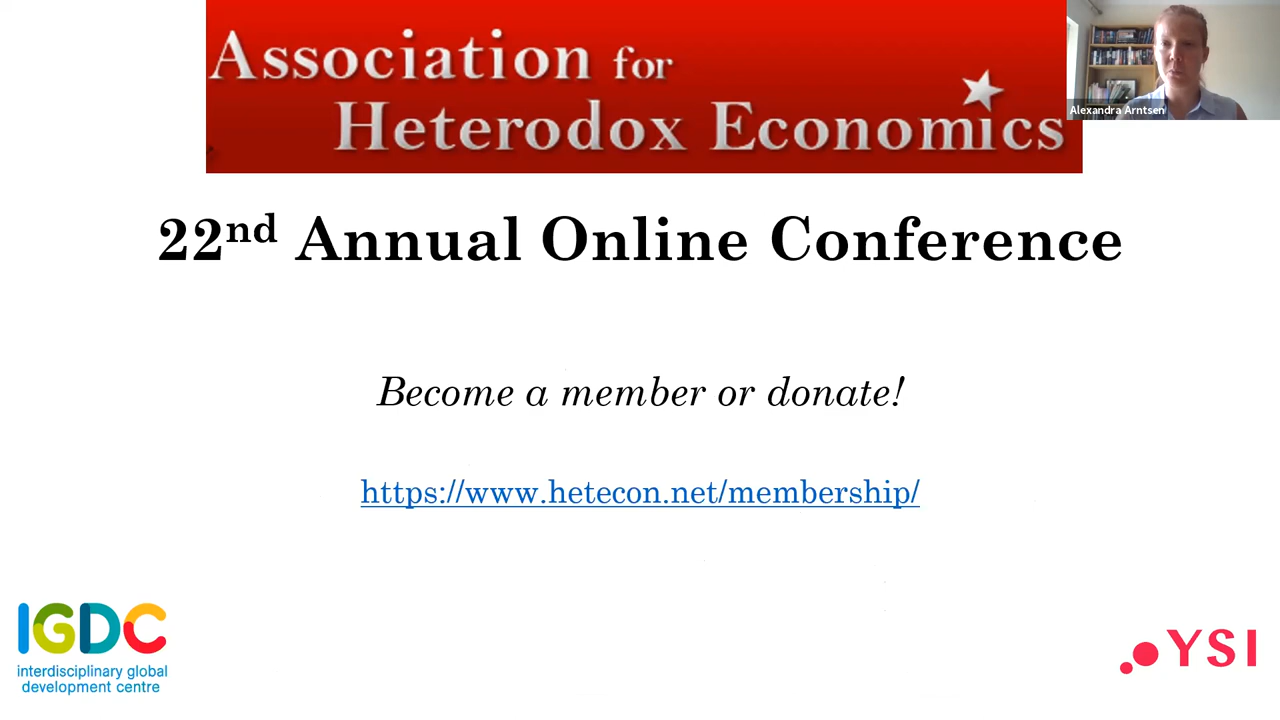 Association for
Heterodox Economics
Alexandra Arntsen
22nd Annual Online Conference
Become a member or donate!
https://www.hetecon.net/membership/
IGDC
interdisciplinary global
development centre
YSI